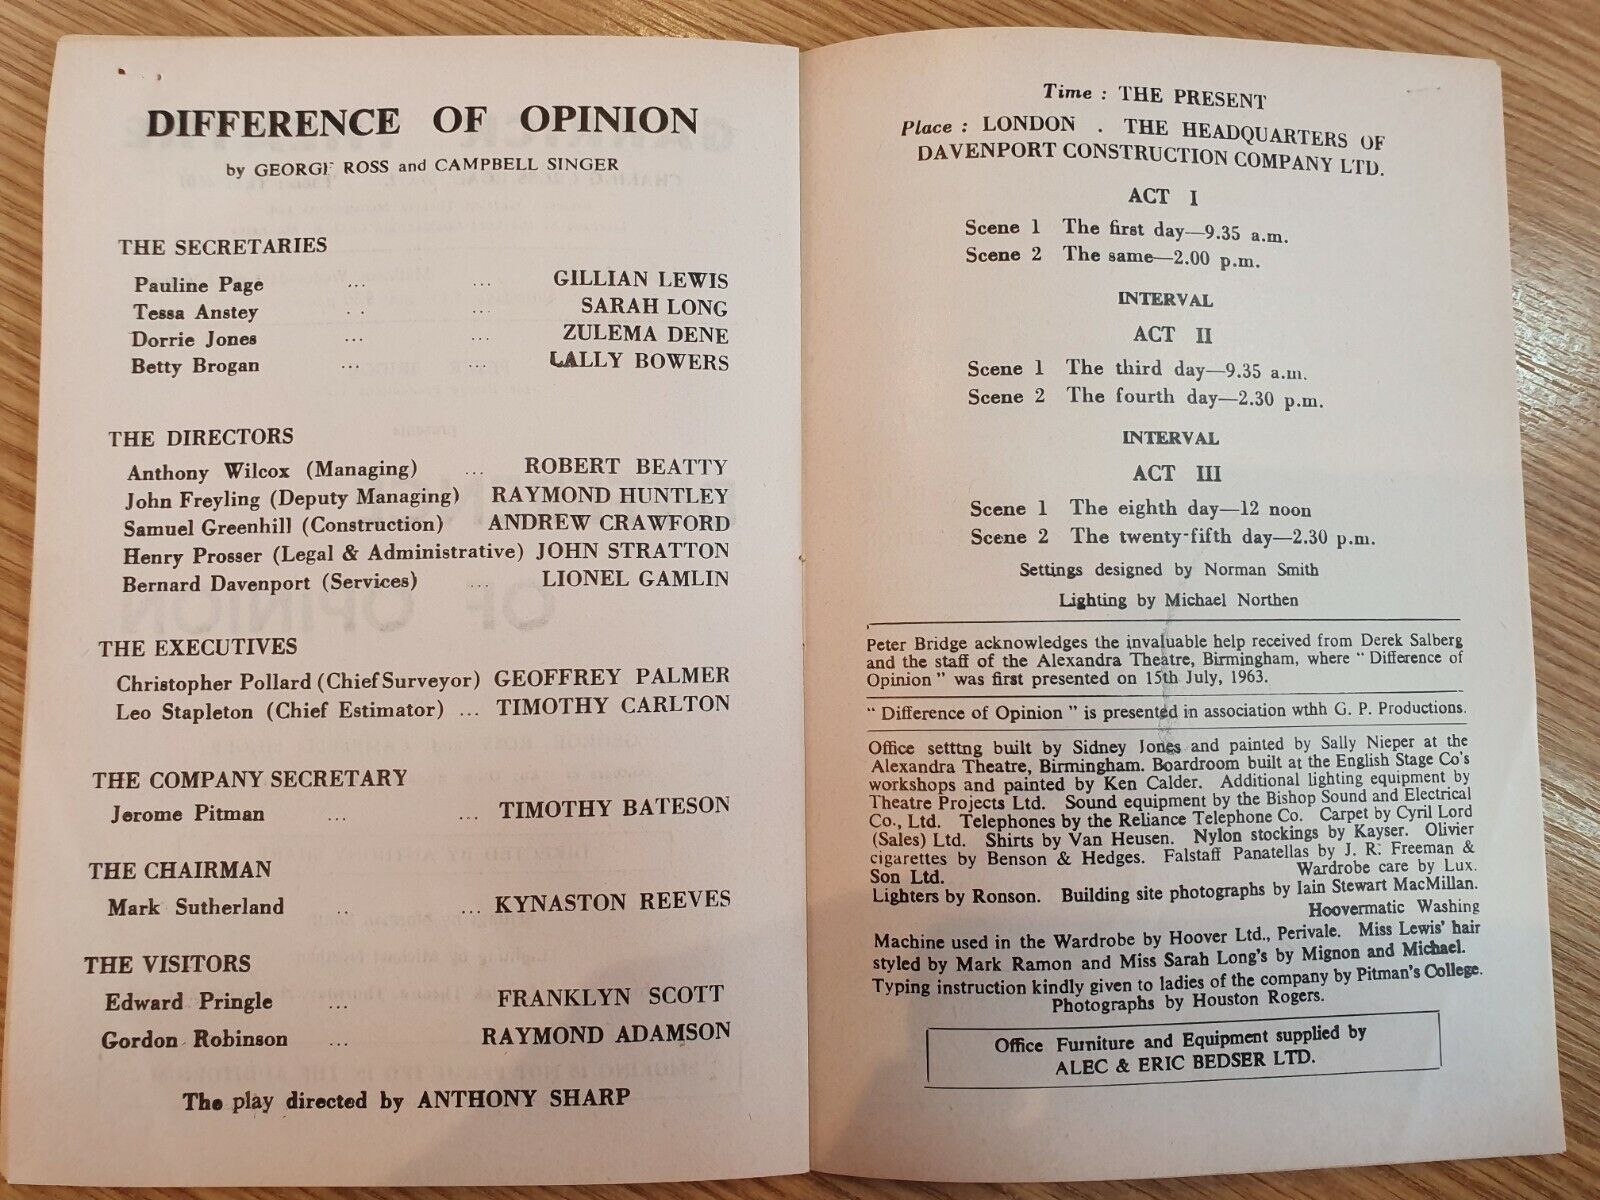 DIFFERENCE OF OPINION
by GEORGE ROSS and CAMPBELL SINGER
THE SECRETARIES
Pauline Page ... ... GILLIAN LEWIS
Tessa Anstey . . ... SARAH LONG
Dorrie Jones ... ... ZULEMA DENE
Betty Brogan ... ... LALLY BOWERS
THE DIRECTORS
Anthony Wilcox (Managing) ... ROBERT BEATTY
John Freyling (Deputy Managing) RAYMOND HUNTLEY
Samuel Greenhill (Construction) ANDREW CRAWFORD
Henry Prosser (Legal & Administrative) JOHN STRATTON
Bernard Davenport (Services) ... LIONEL GAMLIN
THE EXECUTIVES
Christopher Pollard (Chief Surveyor) GEOFFREY PALMER
Leo Stapleton (Chief Estimator) ... TIMOTHY CARLTON
THE COMPANY SECRETARY
Jerome Pitman ... ... TIMOTHY BATESON
THE CHAIRMAN
Mark Sutherland .. ... KYNASTON REEVES
THE VISITORS
Edward Pringle ... FRANKLYN SCOTT
Gordon Robinson ... RAYMOND ADAMSON
The play directed by ANTHONY SHARP
Time : THE PRESENT
Place : LONDON . THE HEADQUARTERS OF
DAVENPORT CONSTRUCTION COMPANY LTD.
ACT I
Scene 1 The first day—9.35 a.m.
Scene 2 The same—2.00 p.m.
INTERVAL
ACT II
Scene 1 The third day—9.35 a.m.
Scene 2 The fourth day—2.30 p.m.
INTERVAL
ACT III
Scene 1 The eighth day—12 noon
Scene 2 The twenty-fifth day—2.30 p.m.
Settings designed by Norman Smith
Lighting by Michael Northen
Peter Bridge acknowledges the invaluable help received from Derek Salberg
and the staff of the Alexandra Theatre, Birmingham, where " Difference of
Opinion " was first presented on 15th July, 1963.
" Difference of Opinion " is presented in association wthh G. P. Productions.
Office setttng built by Sidney Jones and painted by Sally Nieper at the
Alexandra Theatre, Birmingham. Boardroom built at the English Stage Co's
workshops and painted by Ken Calder. Additional lighting equipment by
Theatre Projects Ltd. Sound equipment by the Bishop Sound and Electrical
Co., Ltd. Telephones by the Reliance Telephone Co. Carpet by Cyril Lord
(Sales) Ltd. Shirts by Van Heusen. Nylon stockings by Kayser. Olivier
cigarettes by Benson & Hedges. Falstaff Panatellas by J. R. Freeman &
Son Ltd. Wardrobe care by Lux.
Lighters by Ronson. Building site photographs by Iain Stewart MacMillan.
Hoovermatic Washing
Machine used in the Wardrobe by Hoover Ltd., Perivale. Miss Lewis' hair
styled by Mark Ramon and Miss Sarah Long's by Mignon and Michael.
Typing instruction kindly given to ladies of the company by Pitman's College.
Photographs by Houston Rogers.
Office Furniture and Equipment supplied by
ALEC & ERIC BEDSER LTD.